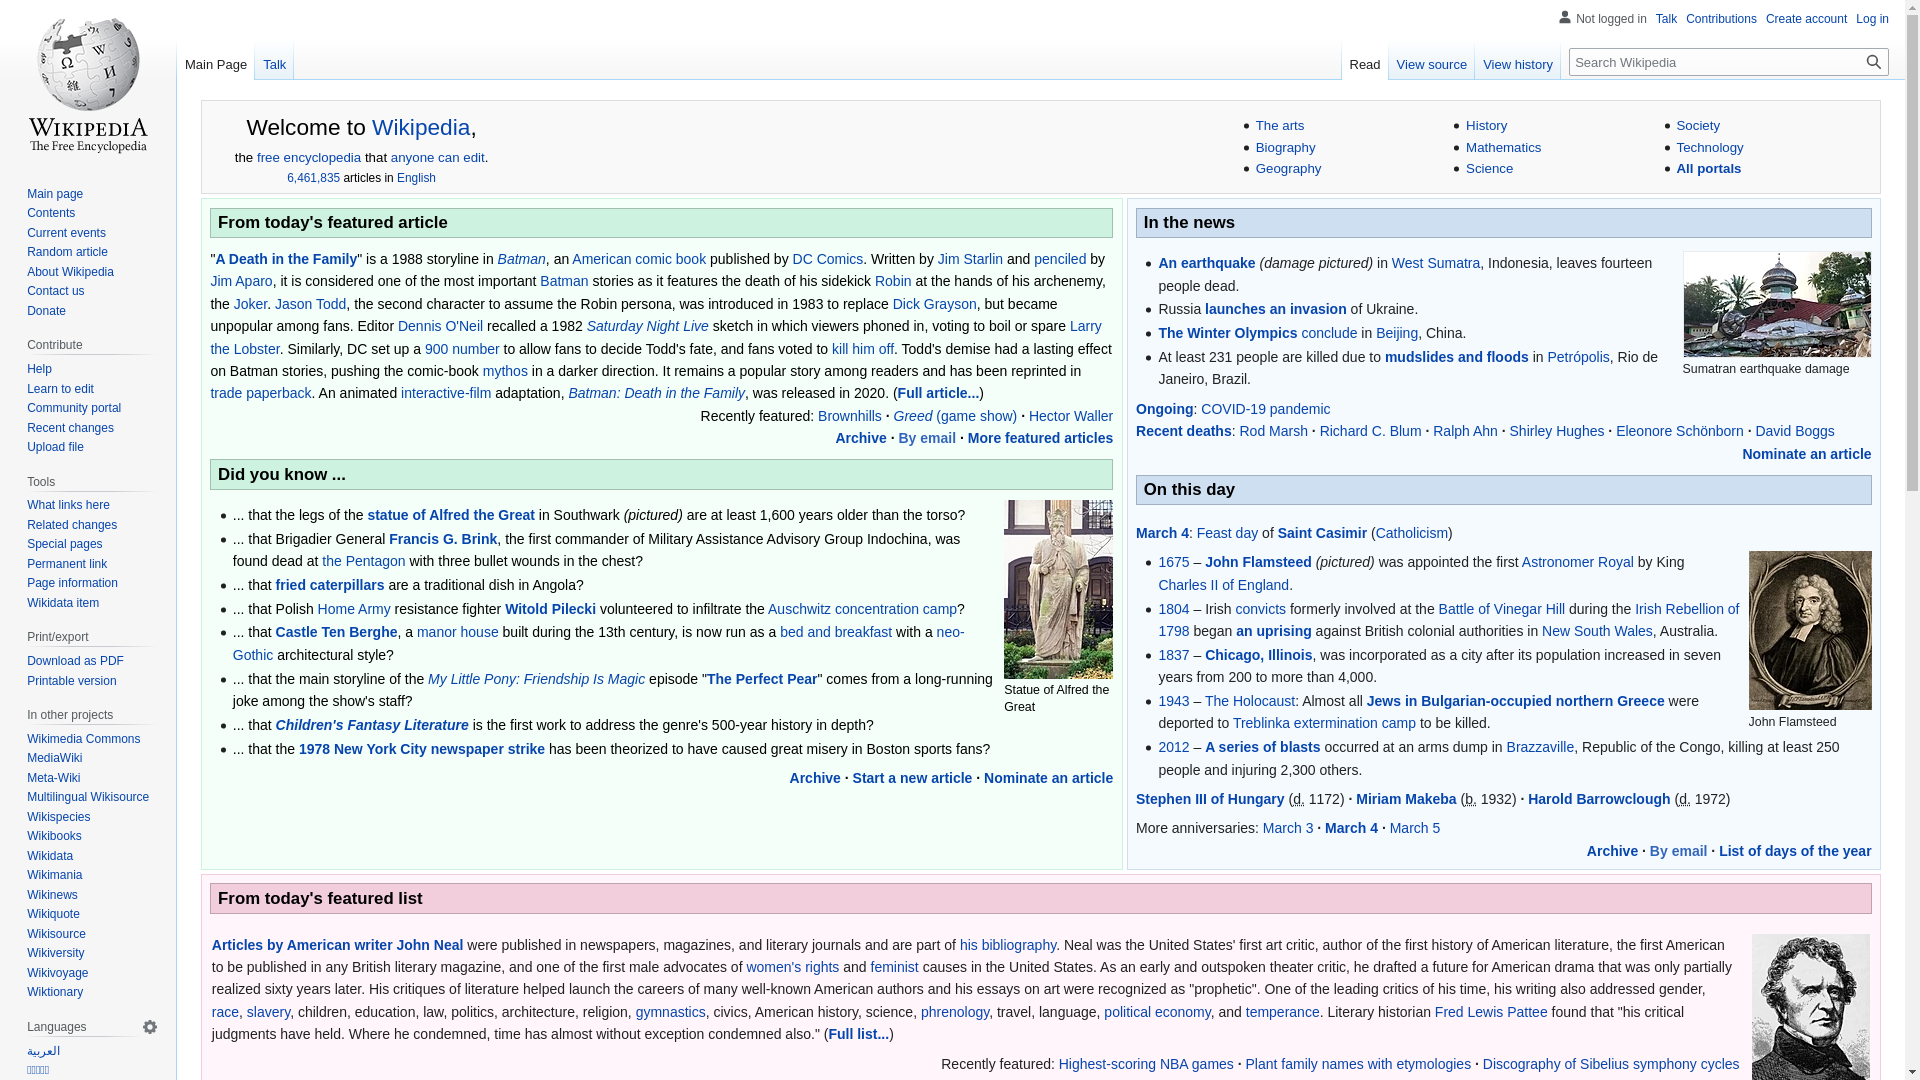 Not logged in Talk Contributions Create account Log in
Main Page Talk
Read View source View history Search Wikipedia
WIKIPEDIA
The Free Encyclopedia
Main page
Contents
Current events
Random article
About Wikipedia
Contact us
Donate
Contribute
Help
Learn to edit
Community portal
Recent changes
Upload file
Tools
What links here
Related changes
Special pages
Permanent link
Page information
Wikidata item
Print/export
Download as PDF
Printable version
In other projects
Wikimedia Commons
MediaWiki
Meta-Wiki
Multilingual Wikisource
Wikispecies
Wikibooks
Wikidata
Wikimania
Wikinews
Wikiquote
Wikisource
Wikiversity
Wikivoyage
Wiktionary
Languages
العربية
Welcome to Wikipedia,
the free encyclopedia that anyone can edit.
6,461,835 articles in English
The arts
Biography
Geography
History
Mathematics
Science
Society
Technology
All portals
From today's featured article
"A Death in the Family" is a 1988 storyline in Batman, an American comic book published by DC Comics. Written by Jim Starlin and penciled by
Jim Aparo, it is considered one of the most important Batman stories as it features the death of his sidekick Robin at the hands of his archenemy,
the Joker. Jason Todd, the second character to assume the Robin persona, was introduced in 1983 to replace Dick Grayson, but became
unpopular among fans. Editor Dennis O'Neil recalled a 1982 Saturday Night Live sketch in which viewers phoned in, voting to boil or spare Larry
the Lobster. Similarly, DC set up a 900 number to allow fans to decide Todd's fate, and fans voted to kill him off. Todd's demise had a lasting effect
on Batman stories, pushing the comic-book mythos in a darker direction. It remains a popular story among readers and has been reprinted in
trade paperback. An animated interactive-film adaptation, Batman: Death in the Family, was released in 2020. (Full article...)
Recently featured: Brownhills · Greed (game show) · Hector Waller
Archive · By email · More featured articles
Did you know ...
... that the legs of the statue of Alfred the Great in Southwark (pictured) are at least 1,600 years older than the torso?
... that Brigadier General Francis G. Brink, the first commander of Military Assistance Advisory Group Indochina, was
found dead at the Pentagon with three bullet wounds in the chest?
... that fried caterpillars are a traditional dish in Angola?
... that Polish Home Army resistance fighter Witold Pilecki volunteered to infiltrate the Auschwitz concentration camp?
... that Castle Ten Berghe, a manor house built during the 13th century, is now run as a bed and breakfast with a neo-
Gothic architectural style?
... that the main storyline of the My Little Pony: Friendship Is Magic episode "The Perfect Pear" comes from a long-running
joke among the show's staff?
... that Children's Fantasy Literature is the first work to address the genre's 500-year history in depth?
... that the 1978 New York City newspaper strike has been theorized to have caused great misery in Boston sports fans?
Statue of Alfred the
Great
Archive · Start a new article · Nominate an article
In the news
An earthquake (damage pictured) in West Sumatra, Indonesia, leaves fourteen
people dead.
Russia launches an invasion of Ukraine.
The Winter Olympics conclude in Beijing, China.
At least 231 people are killed due to mudslides and floods in Petrópolis, Rio de
Janeiro, Brazil.
Sumatran earthquake damage
Ongoing: COVID-19 pandemic
Recent deaths: Rod Marsh · Richard C. Blum · Ralph Ahn · Shirley Hughes · Eleonore Schönborn · David Boggs
Nominate an article
On this day
March 4: Feast day of Saint Casimir (Catholicism)
1675 – John Flamsteed (pictured) was appointed the first Astronomer Royal by King
Charles II of England.
1804 – Irish convicts formerly involved at the Battle of Vinegar Hill during the Irish Rebellion of
1798 began an uprising against British colonial authorities in New South Wales, Australia.
1837 – Chicago, Illinois, was incorporated as a city after its population increased in seven
years from 200 to more than 4,000.
1943 – The Holocaust: Almost all Jews in Bulgarian-occupied northern Greece were
deported to Treblinka extermination camp to be killed.
2012 – A series of blasts occurred at an arms dump in Brazzaville, Republic of the Congo, killing at least 250
people and injuring 2,300 others.
John Flamsteed
Stephen III of Hungary (d. 1172) · Miriam Makeba (b. 1932) · Harold Barrowclough (d. 1972)
More anniversaries: March 3 · March 4 · March 5
Archive · By email · List of days of the year
From today's featured list
Articles by American writer John Neal were published in newspapers, magazines, and literary journals and are part of his bibliography. Neal was the United States' first art critic, author of the first history of American literature, the first American
to be published in any British literary magazine, and one of the first male advocates of women's rights and feminist causes in the United States. As an early and outspoken theater critic, he drafted a future for American drama that was only partially
realized sixty years later. His critiques of literature helped launch the careers of many well-known American authors and his essays on art were recognized as "prophetic". One of the leading critics of his time, his writing also addressed gender,
race, slavery, children, education, law, politics, architecture, religion, gymnastics, civics, American history, science, phrenology, travel, language, political economy, and temperance. Literary historian Fred Lewis Pattee found that "his critical
judgments have held. Where he condemned, time has almost without exception condemned also." (Full list...)
Recently featured: Highest-scoring NBA games · Plant family names with etymologies · Discography of Sibelius symphony cycles